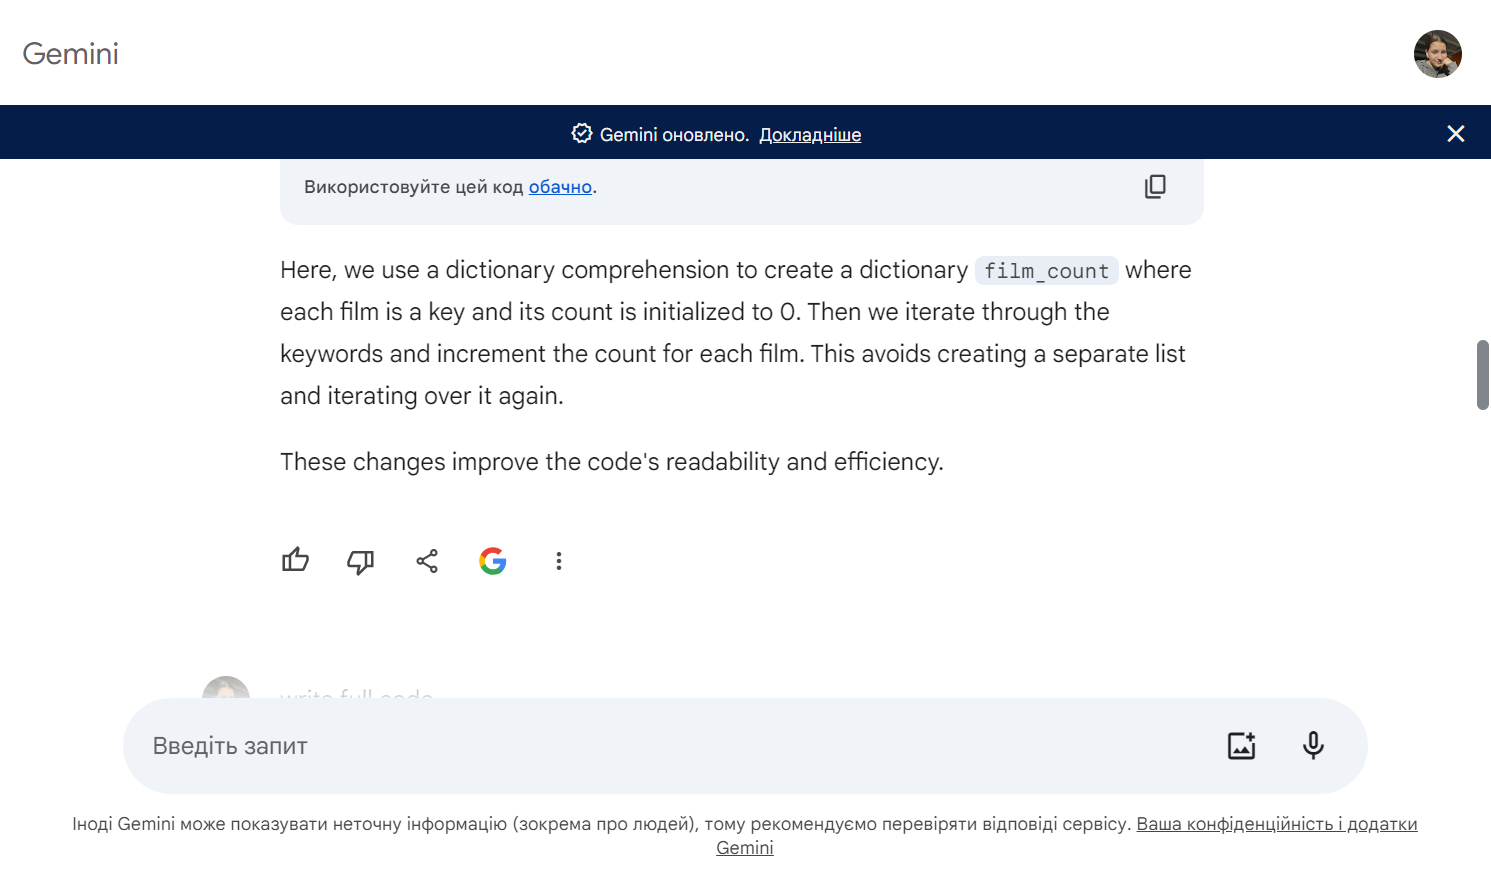 Gemini
Gemini оновлено. Докладніше
Використовуйте цей код обачно.
Here, we use a dictionary comprehension to create a dictionary film_count where
each film is a key and its count is initialized to 0. Then we iterate through the
keywords and increment the count for each film. This avoids creating a separate list
and iterating over it again.
These changes improve the code's readability and efficiency.
write full code
Введіть запит
Іноді Gemini може показувати неточну інформацію (зокрема про людей), тому рекомендуємо перевіряти відповіді сервісу. Ваша конфіденційність і додатки
Gemini